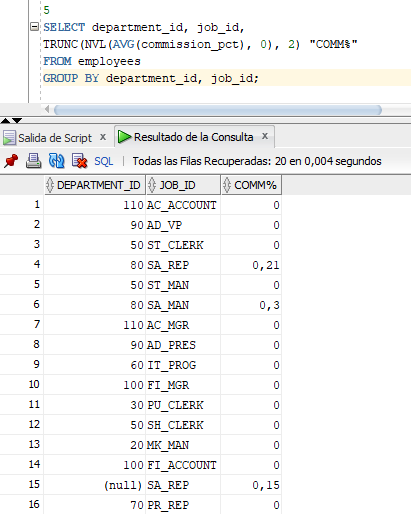 5
SELECT department_id, job_id,
TRUNC(NVL(AVG(commission_pct), 0), 2) "COMM%"
FROM employees
GROUP BY department_id, job_id;
Salida de Script x Resultado de la Consulta x
SQL | Todas las Filas Recuperadas: 20 en 0,004 segundos
DEPARTMENT_ID JOB_ID COMM%
1 110 AC_ACCOUNT 0
2 90 AD_VP 0
3 50 ST_CLERK 0
4 80 SA_REP 0,21
5 50 ST_MAN 0
6 80 SA_MAN 0,3
7 110 AC_MGR 0
8 90 AD_PRES 0
9 60 IT_PROG 0
10 100 FI_MGR 0
11 30 PU_CLERK 0
12 50 SH_CLERK 0
13 20 MK_MAN 0
14 100 FI_ACCOUNT 0
15 (null) SA_REP 0,15
16 70 PR_REP 0